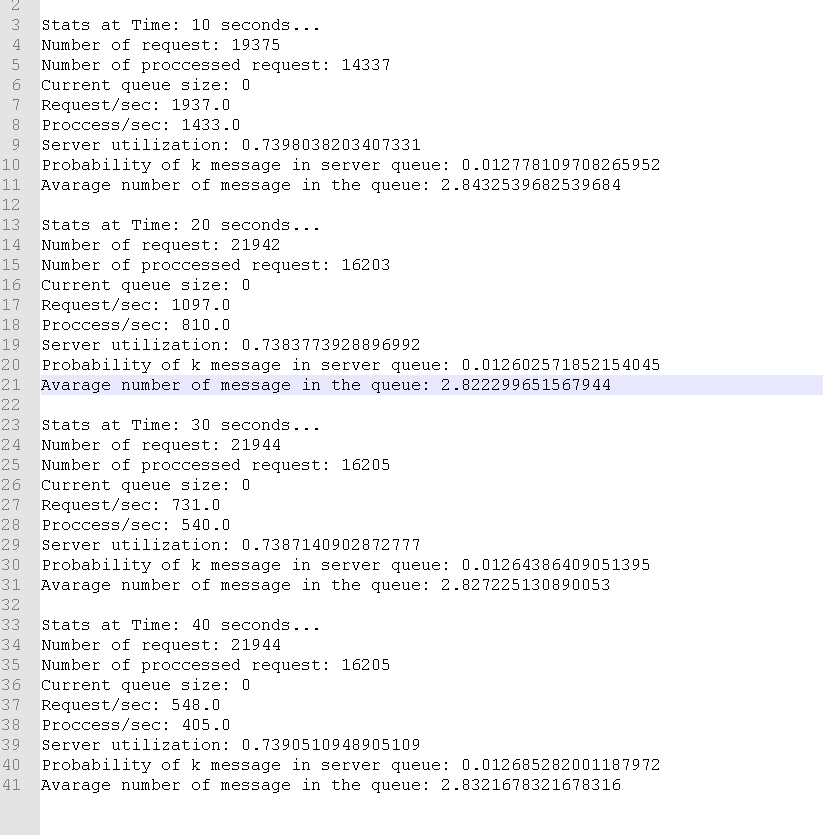 2
3 Stats at Time: 10 seconds...
4 Number of request: 19375
5 Number of proccessed request: 14337
6 Current queue size: 0
7 Request/sec: 1937.0
8 Proccess/sec: 1433.0
9 Server utilization: 0.7398038203407331
10 Probability of k message in server queue: 0.012778109708265952
11 Avarage number of message in the queue: 2.8432539682539684
12
13 Stats at Time: 20 seconds...
14 Number of request: 21942
15 Number of proccessed request: 16203
16 Current queue size: 0
17 Request/sec: 1097.0
18 Proccess/sec: 810.0
19 Server utilization: 0.7383773928896992
20 Probability of k message in server queue: 0.012602571852154045
21 Avarage number of message in the queue: 2.822299651567944
22
23 Stats at Time: 30 seconds...
24 Number of request: 21944
25 Number of proccessed request: 16205
26 Current queue size: 0
27 Request/sec: 731.0
28 Proccess/sec: 540.0
29 Server utilization: 0.7387140902872777
30 Probability of k message in server queue: 0.01264386409051395
31 Avarage number of message in the queue: 2.827225130890053
32
33 Stats at Time: 40 seconds...
34 Number of request: 21944
35 Number of proccessed request: 16205
36 Current queue size: 0
37 Request/sec: 548.0
38 Proccess/sec: 405.0
39 Server utilization: 0.7390510948905109
40 Probability of k message in server queue: 0.012685282001187972
41 Avarage number of message in the queue: 2.8321678321678316